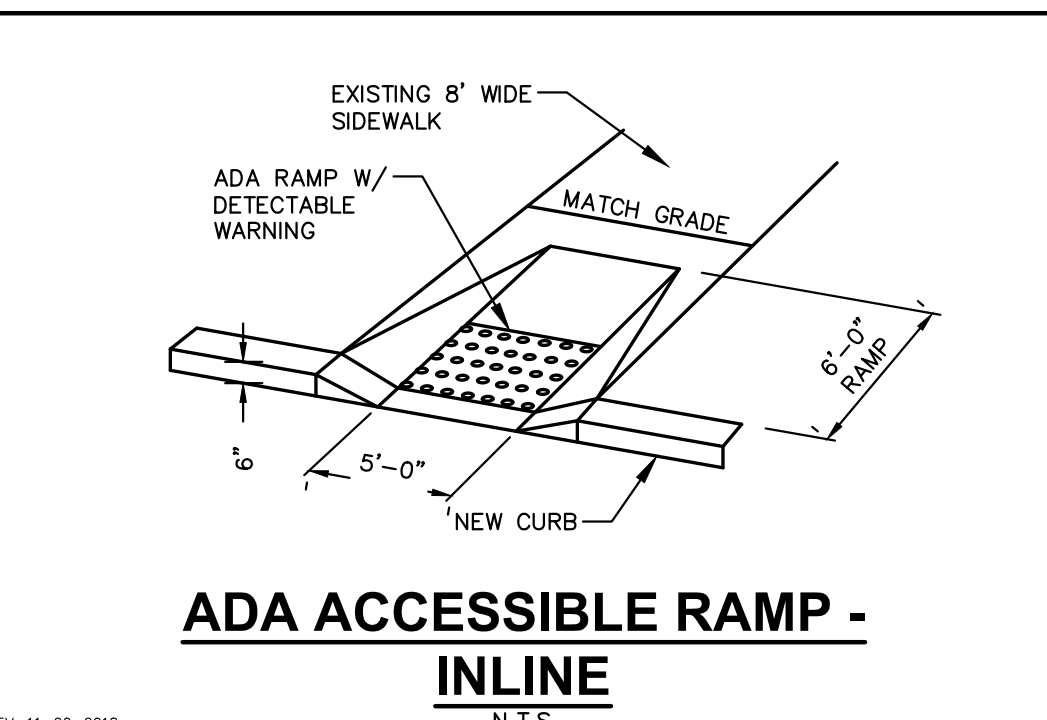 EXISTING 8' WIDE
SIDEWALK
ADA RAMP W/
DETECTABLE
WARNING
MATCH GRADE
6'-0"
RAMP
6"
5'-0"
NEW CURB
ADA ACCESSIBLE RAMP -
INLINE
N.T.S.